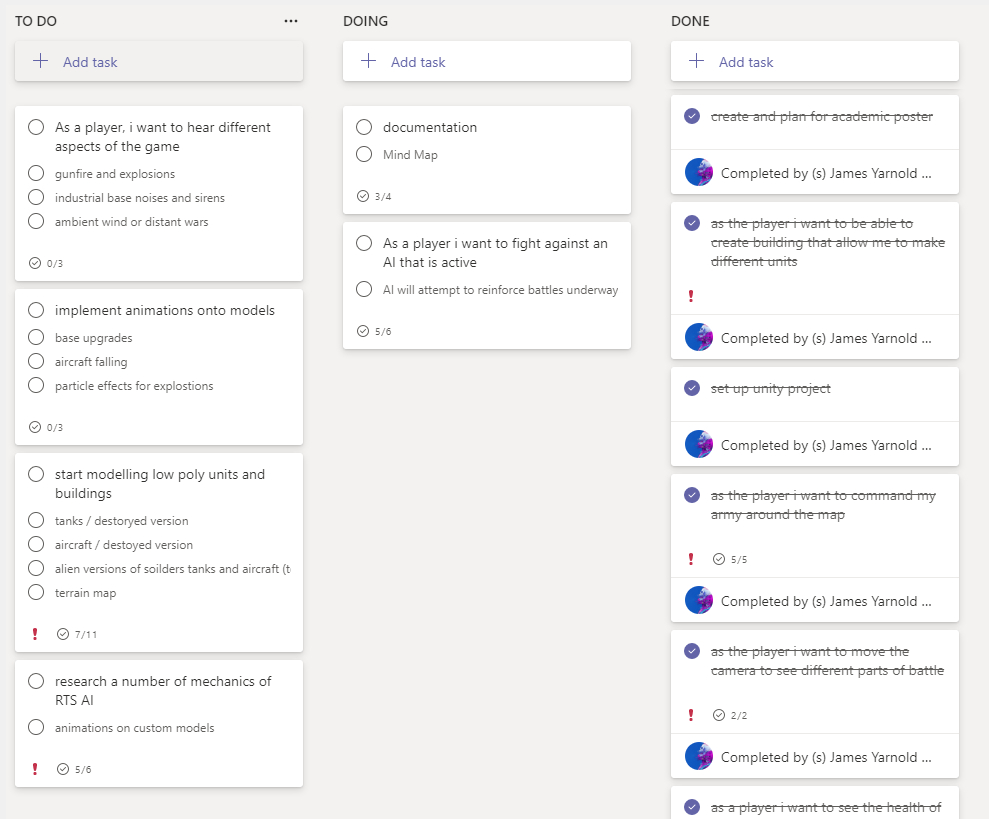 TO DO
Add task
As a player, i want to hear different
aspects of the game
gunfire and explosions
industrial base noises and sirens
ambient wind or distant wars
0/3
implement animations onto models
base upgrades
aircraft falling
particle effects for explostions
0/3
start modelling low poly units and
buildings
tanks / destoryed version
aircraft / destoyed version
alien versions of soilders tanks and aircraft (t
terrain map
7/11
research a number of mechanics of
RTS AI
animations on custom models
5/6
DOING
Add task
documentation
Mind Map
3/4
As a player i want to fight against an
AI that is active
AI will attempt to reinforce battles underway
5/6
DONE
Add task
create and plan for academic poster
Completed by (s) James Yarnold ...
as the player i want to be able to
create building that allow me to make
different units
Completed by (s) James Yarnold ...
set up unity project
Completed by (s) James Yarnold ...
as the player i want to command my
army around the map
5/5
Completed by (s) James Yarnold ...
as the player i want to move the
camera to see different parts of battle
2/2
Completed by (s) James Yarnold ...
as a player i want to see the health of